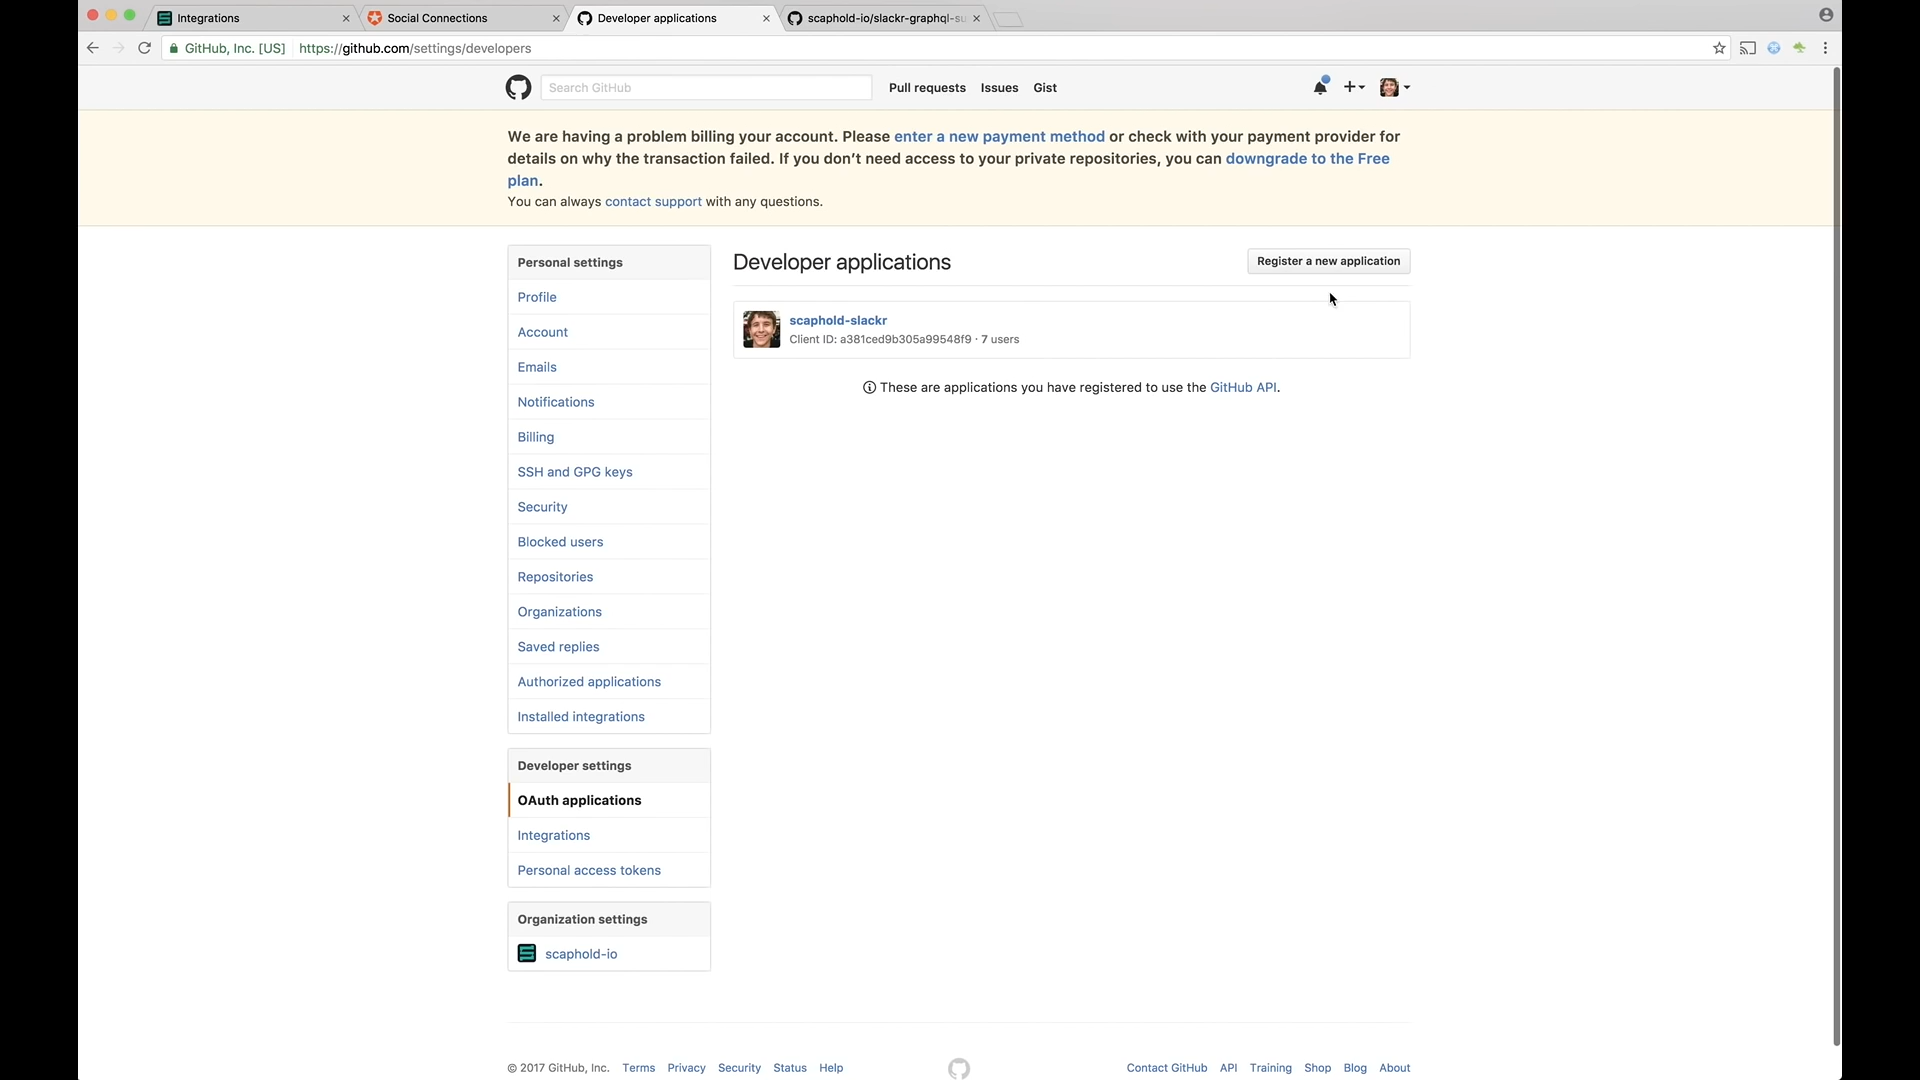 Integrations
Social Connections
Developer applications
scaphold-io/slackr-graphql-su
GitHub, Inc. [US]
https://github.com/settings/developers
Search GitHub
Pull requests
Issues
Gist
We are having a problem billing your account. Please enter a new payment method or check with your payment provider for
details on why the transaction failed. If you don’t need access to your private repositories, you can downgrade to the Free
plan.
You can always contact support with any questions.
Personal settings
Profile
Account
Emails
Notifications
Billing
SSH and GPG keys
Security
Blocked users
Repositories
Organizations
Saved replies
Authorized applications
Installed integrations
Developer settings
OAuth applications
Integrations
Personal access tokens
Organization settings
scaphold-io
Developer applications
Register a new application
scaphold-slackr
Client ID: a381ced9b305a99548f9 · 7 users
These are applications you have registered to use the GitHub API.
© 2017 GitHub, Inc.
Terms
Privacy
Security
Status
Help
Contact GitHub
API
Training
Shop
Blog
About